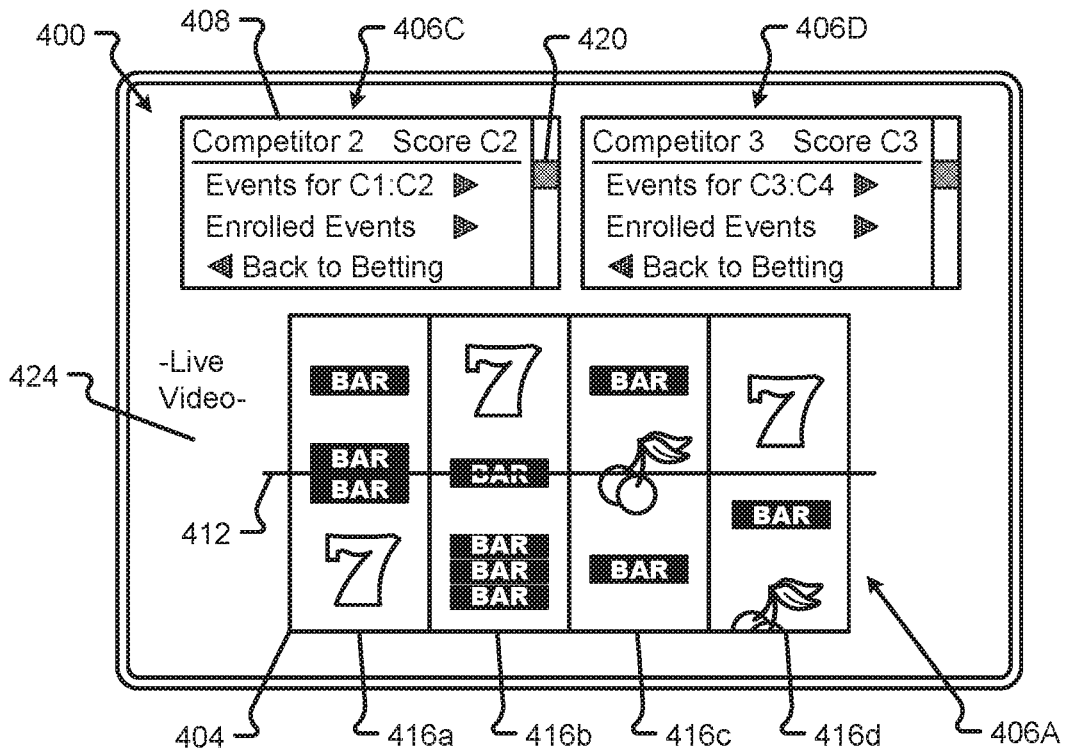 400
408
406C
420
406D
Competitor 2 Score C2
Events for C1:C2
Enrolled Events
Back to Betting
Competitor 3 Score C3
Events for C3:C4
Enrolled Events
Back to Betting
424
-Live
Video-
412
BAR
BAR
BAR
7
7
BAR
BAR
BAR
BAR
BAR
BAR
7
BAR
404
416a
416b
416c
416d
406A